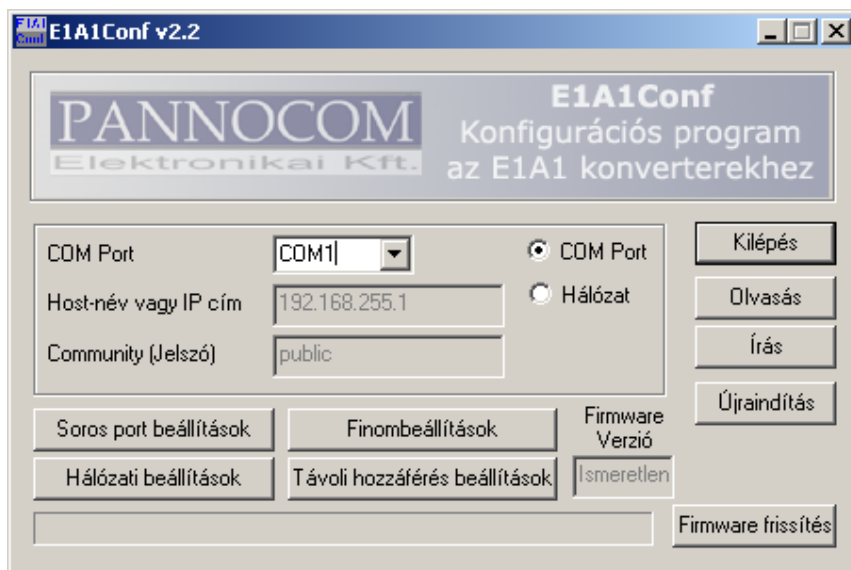 E1A1
Conf
E1A1Conf v2.2
PANNOCOM
Elektronikai Kft.
E1A1Conf
Konfigurációs program
az E1A1 konverterekhez
COM Port
COM1
COM Port
Kilépés
Host-név vagy IP cím
192.168.255.1
Hálózat
Olvasás
Community (Jelszó)
public
Írás
Újraindítás
Soros port beállítások
Finombeállítások
Firmware
Verzió
Hálózati beállítások
Távoli hozzáférés beállítások
Ismeretlen
Firmware frissítés